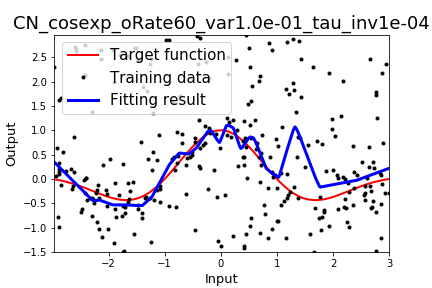 CN_cosexp_oRate60_var1.0e-01_tau_inv1e-04
Target function
Training data
Fitting result
Output
2.5
2.0
1.5
1.0
0.5
0.0
−0.5
−1.0
−1.5
−2
−1
0
1
2
3
Input